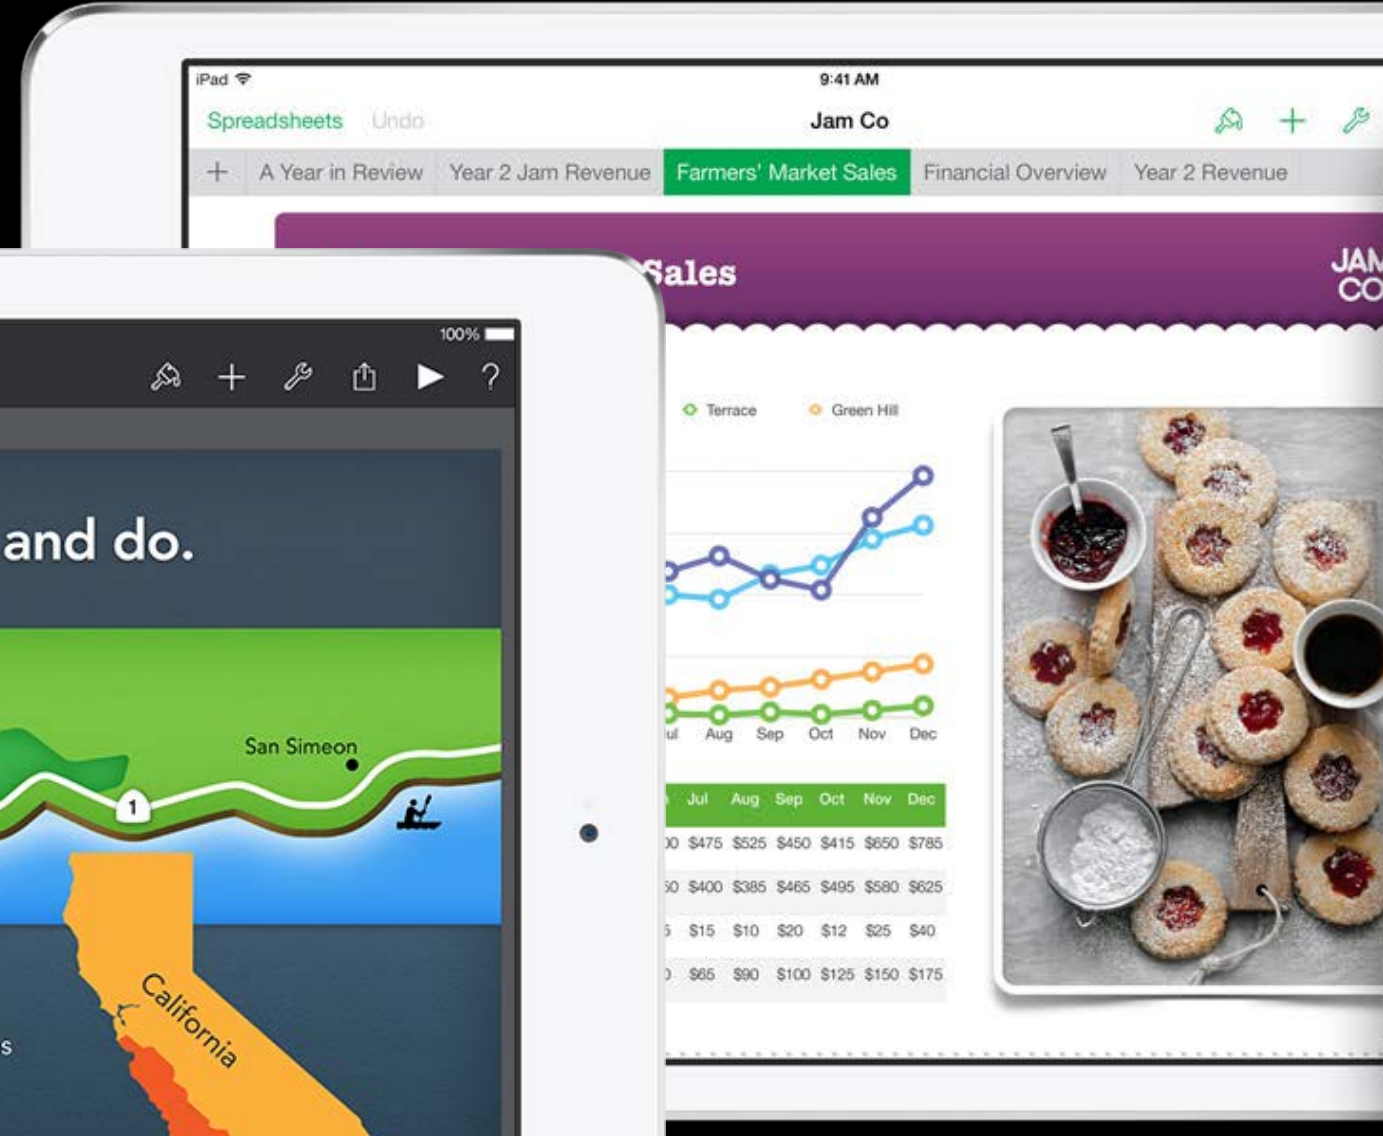 iPad
9:41 AM
Spreadsheets Undo
Jam Co
+ A Year in Review Year 2 Jam Revenue Farmers' Market Sales Financial Overview Year 2 Revenue
Sales
JAM
CO
100%
?
Terrace Green Hill
and do.
San Simeon
1
Aug Sep Oct Nov Dec
Jul Aug Sep Oct Nov Dec
$475 $525 $450 $415 $650 $785
$400 $385 $465 $495 $580 $625
$15 $10 $20 $12 $25 $40
$65 $90 $100 $125 $150 $175
California
s